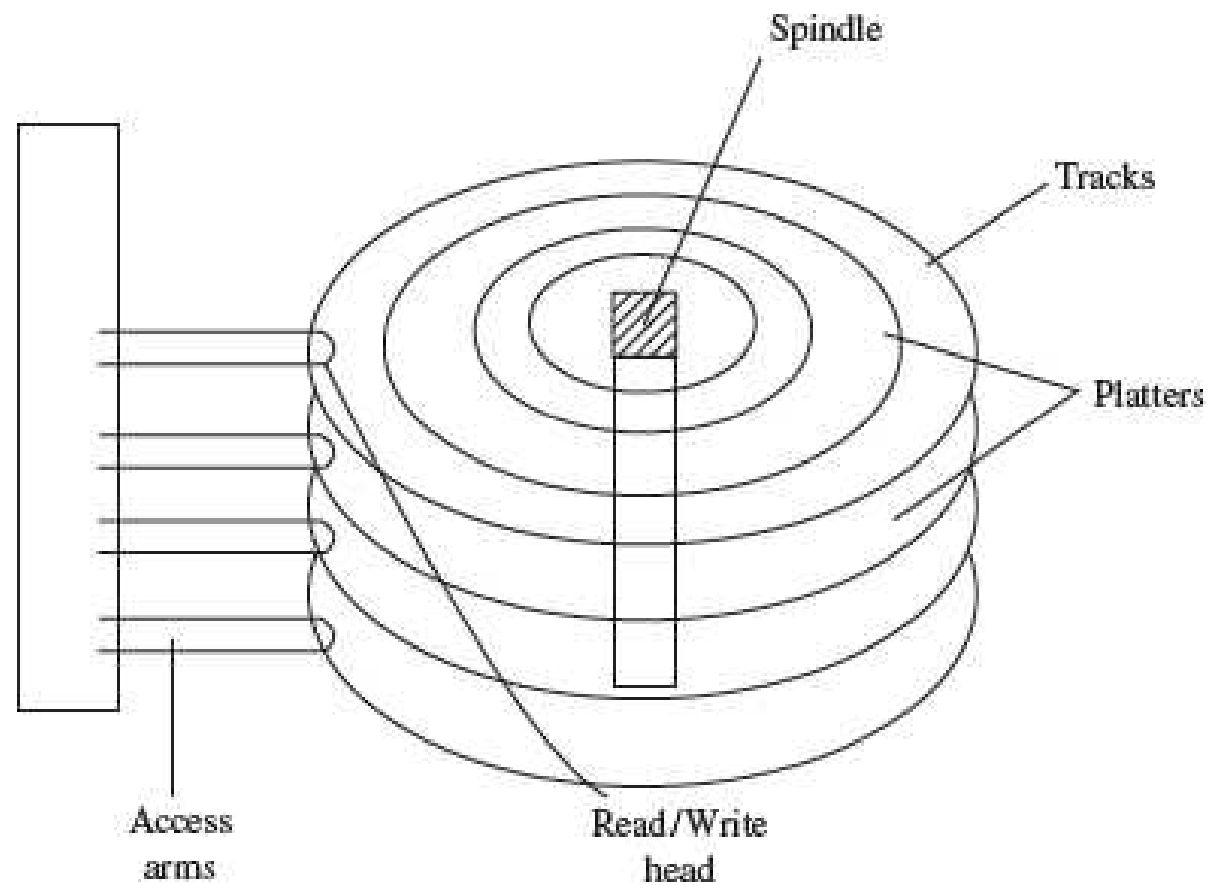 Spindle
Tracks
Platters
Access
arms
Read/Write
head